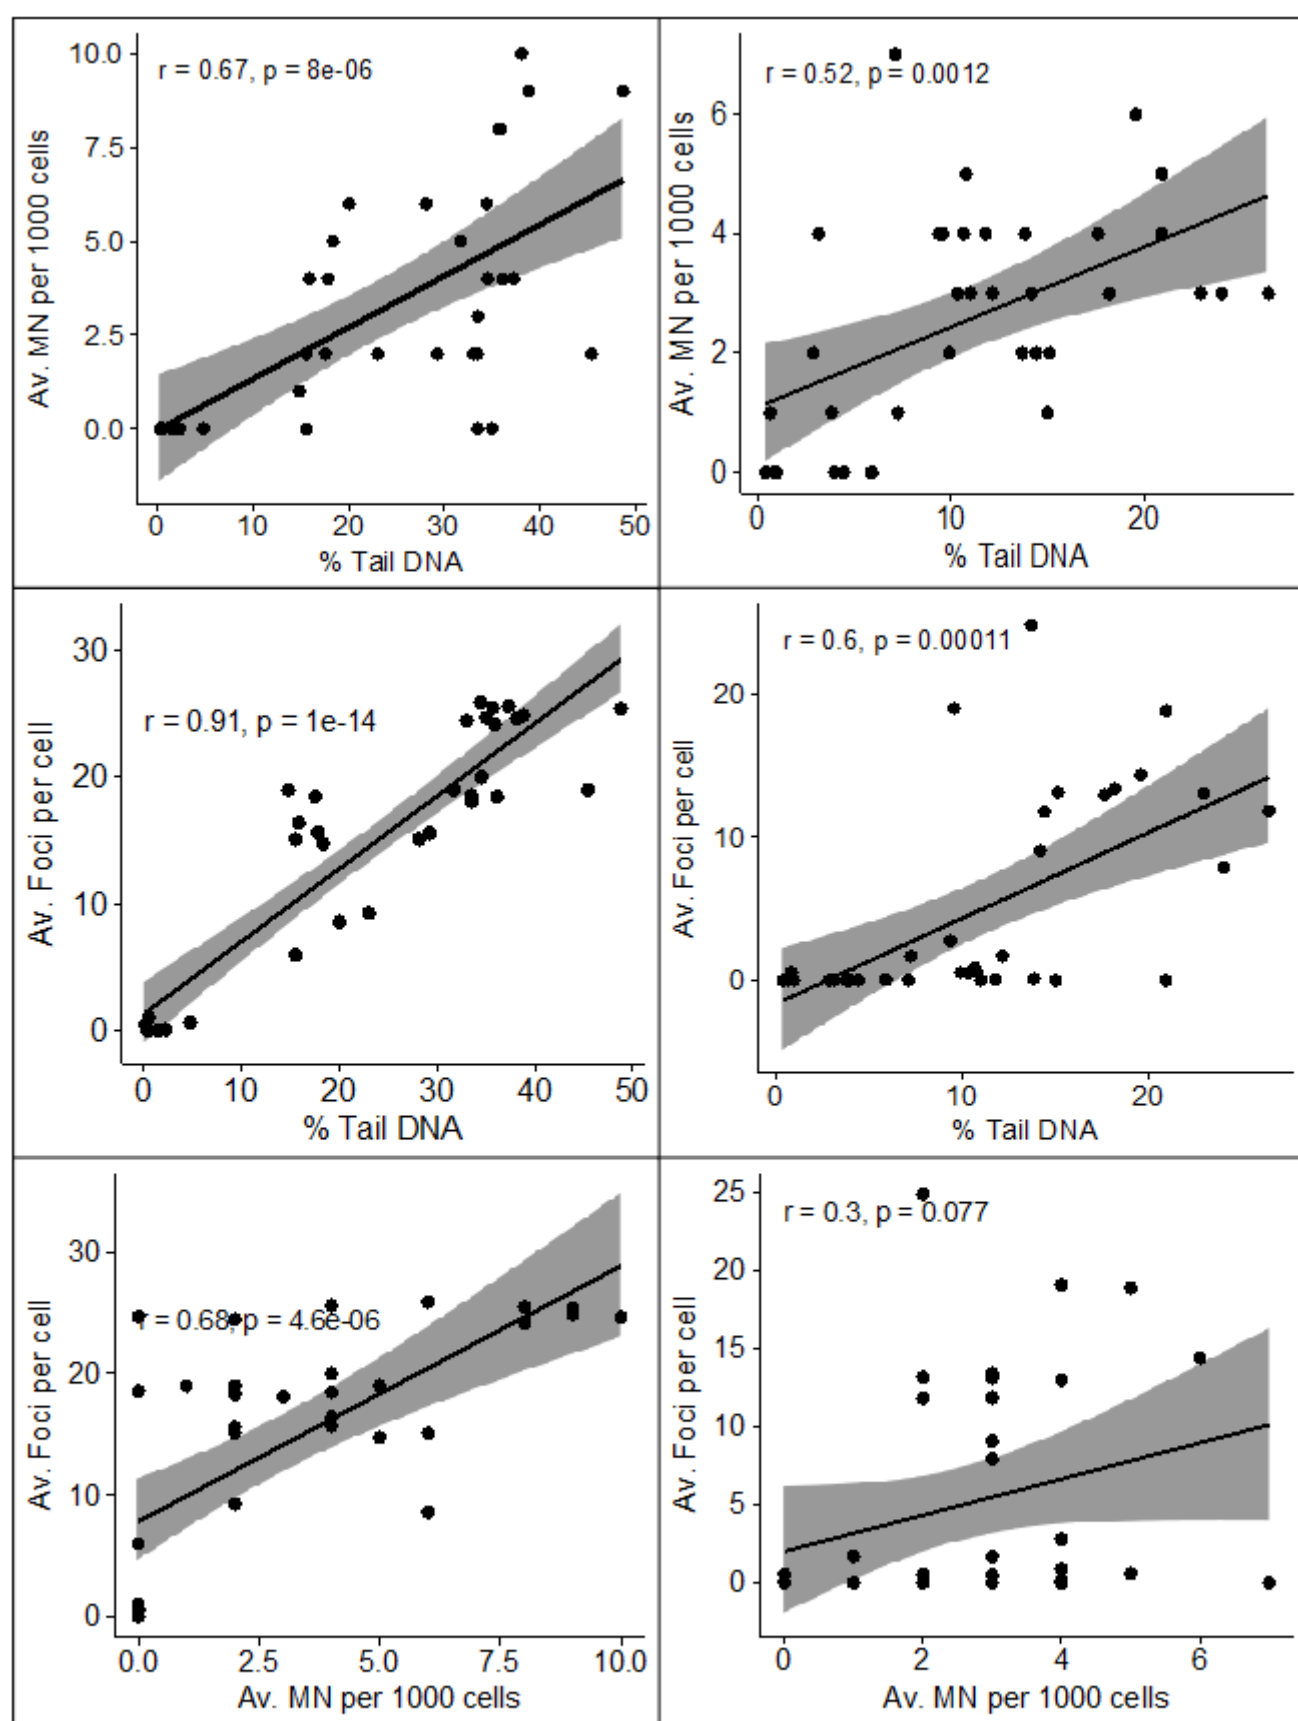 r = 0.67, p = 8e-06
Av. MN per 1000 cells
10.0
7.5
5.0
2.5
0.0
0 10 20 30 40 50
% Tail DNA
r = 0.52, p = 0.0012
Av. MN per 1000 cells
6
4
2
0
0 10 20
% Tail DNA
r = 0.91, p = 1e-14
Av. Foci per cell
30
20
10
0
0 10 20 30 40 50
% Tail DNA
r = 0.6, p = 0.00011
Av. Foci per cell
20
10
0
0 10 20
% Tail DNA
r = 0.68, p = 4.6e-06
Av. Foci per cell
30
20
10
0
0.0 2.5 5.0 7.5 10.0
Av. MN per 1000 cells
r = 0.3, p = 0.077
Av. Foci per cell
25
20
15
10
5
0
0 2 4 6
Av. MN per 1000 cells